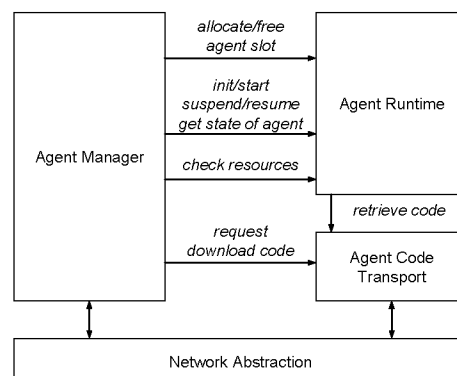 allocate/free
agent slot
init/start
suspend/resume
get state of agent
Agent Runtime
Agent Manager
check resources
retrieve code
request
download code
Agent Code
Transport
Network Abstraction